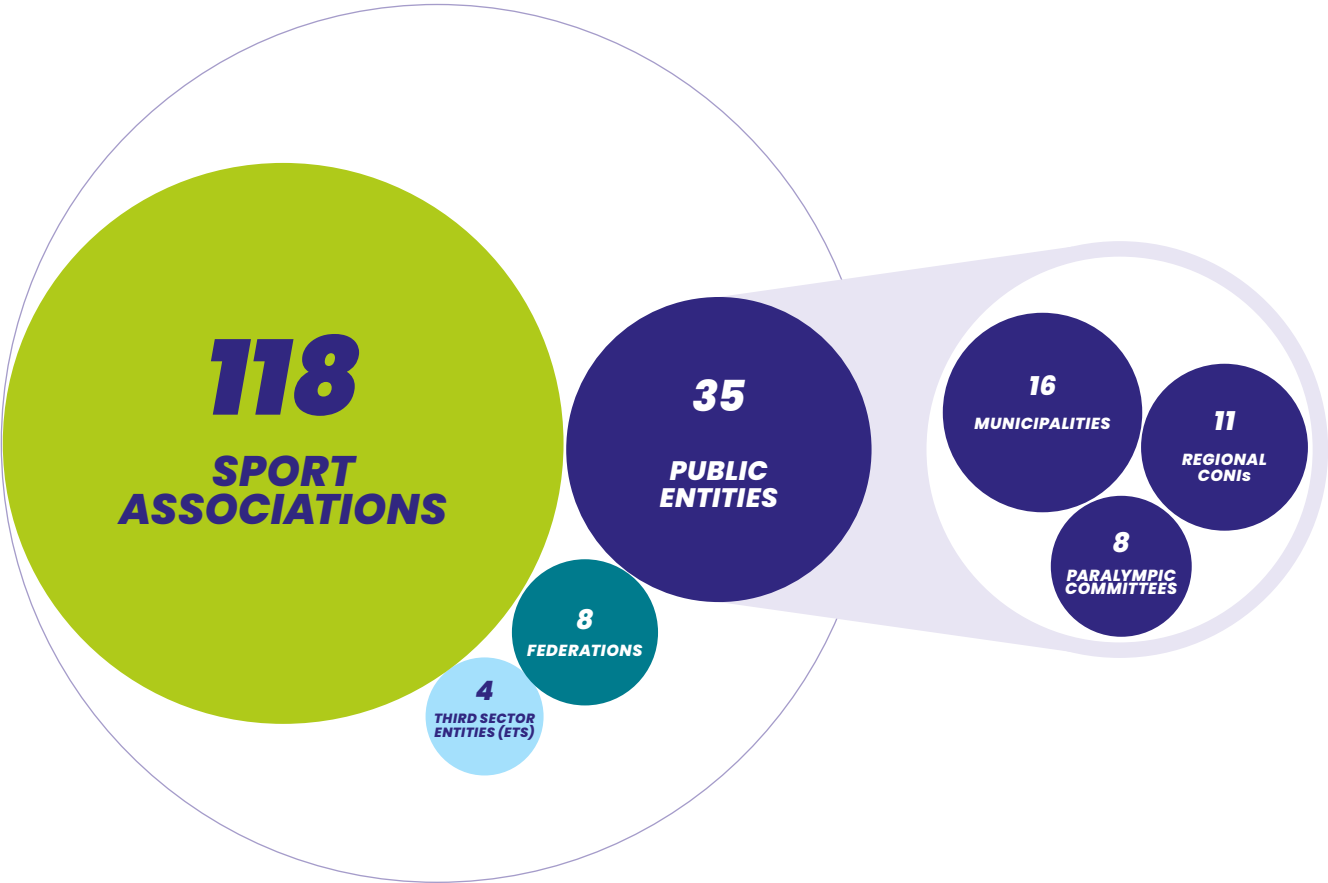 118
SPORT
ASSOCIATIONS
35
PUBLIC
ENTITIES
8
FEDERATIONS
4
THIRD SECTOR
ENTITIES (ETS)
16
MUNICIPALITIES
11
REGIONAL
CONIs
8
PARALYMPIC
COMMITTEES